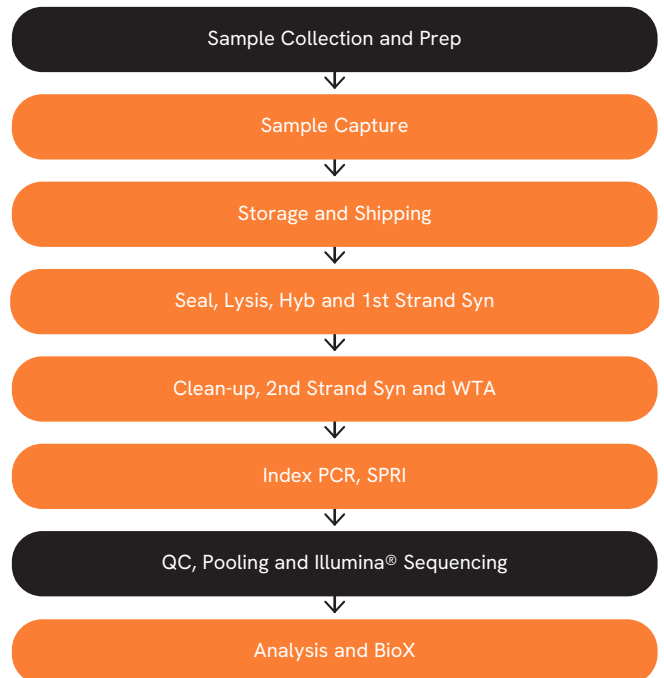 Sample Collection and Prep
Sample Capture
Storage and Shipping
Seal, Lysis, Hyb and 1st Strand Syn
Clean-up, 2nd Strand Syn and WTA
Index PCR, SPRI
QC, Pooling and Illumina® Sequencing
Analysis and BioX